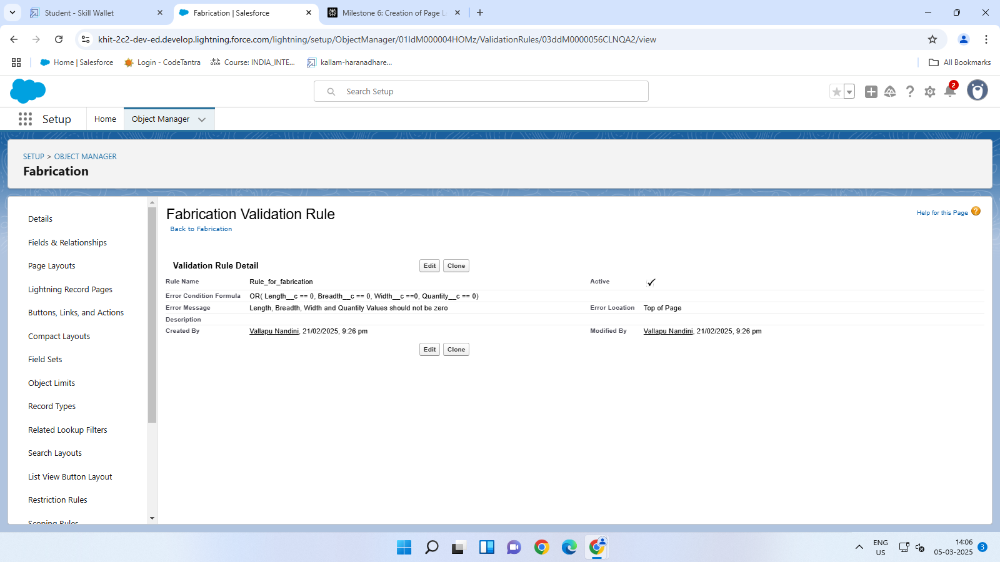 Student - Skill Wallet
Fabrication | Salesforce
Milestone 6: Creation of Page L
khit-2c2-dev-ed.develop.lightning.force.com/lightning/setup/ObjectManager/01IdM000004HOMz/ValidationRules/03ddM0000056CLNQA2/view
Home | Salesforce
Login - CodeTantra
Course: INDIA_INTE...
kallam-haranadhare...
All Bookmarks
Search Setup
2
Setup
Home
Object Manager
SETUP > OBJECT MANAGER
Fabrication
Details
Fields & Relationships
Page Layouts
Lightning Record Pages
Buttons, Links, and Actions
Compact Layouts
Field Sets
Object Limits
Record Types
Related Lookup Filters
Search Layouts
List View Button Layout
Restriction Rules
Scoping Rules
Fabrication Validation Rule
Help for this Page
Back to Fabrication
Validation Rule Detail
Edit Clone
Rule Name Rule_for_fabrication Active
Error Condition Formula OR( Length__c == 0, Breadth__c == 0, Width__c ==0, Quantity__c == 0)
Error Message Length, Breadth, Width and Quantity Values should not be zero Error Location Top of Page
Description
Created By Vallapu Nandini, 21/02/2025, 9:26 pm Modified By Vallapu Nandini, 21/02/2025, 9:26 pm
Edit Clone
ENG
US
14:06
05-03-2025
3